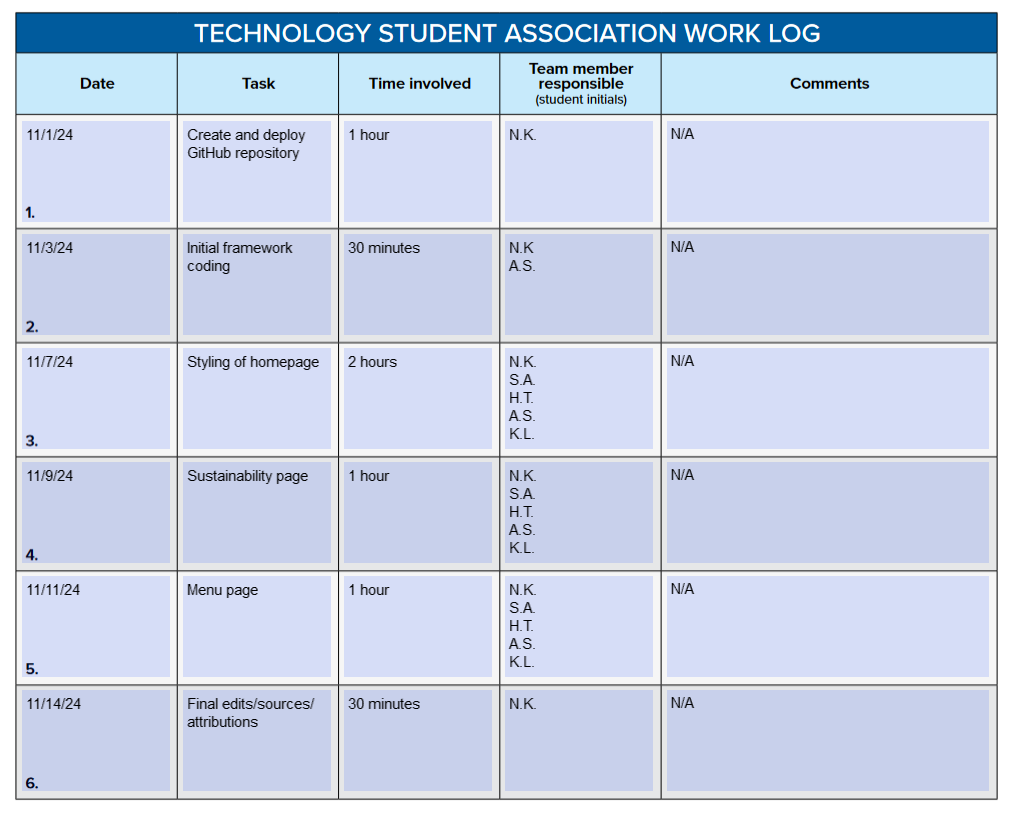 TECHNOLOGY STUDENT ASSOCIATION WORK LOG
Date
Task
Time involved
Team member
responsible
(student initials)
Comments
11/1/24
1.
Create and deploy
GitHub repository
1 hour
N.K.
N/A
11/3/24
2.
Initial framework
coding
30 minutes
N.K
A.S.
N/A
11/7/24
3.
Styling of homepage
2 hours
N.K.
S.A.
H.T.
A.S.
K.L.
N/A
11/9/24
4.
Sustainability page
1 hour
N.K.
S.A.
H.T.
A.S.
K.L.
N/A
11/11/24
5.
Menu page
1 hour
N.K.
S.A.
H.T.
A.S.
K.L.
N/A
11/14/24
6.
Final edits/sources/
attributions
30 minutes
N.K.
N/A